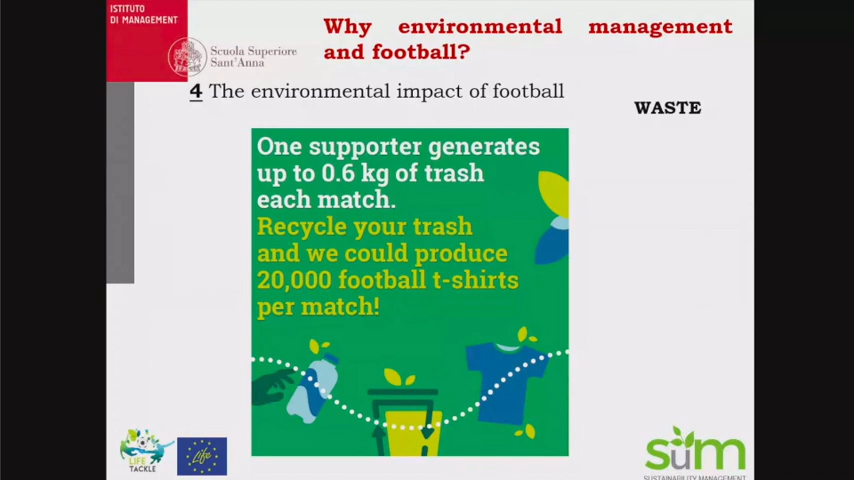 ISTITUTO
DI MANAGEMENT
Scuola Superiore
Sant'Anna
Why environmental management
and football?
4 The environmental impact of football
WASTE
One supporter generates
up to 0.6 kg of trash
each match.
Recycle your trash
and we could produce
20,000 football t-shirts
per match!
LIFE
TACKLE
Life
SuM
SUSTAINABILITY MANAGEMENT